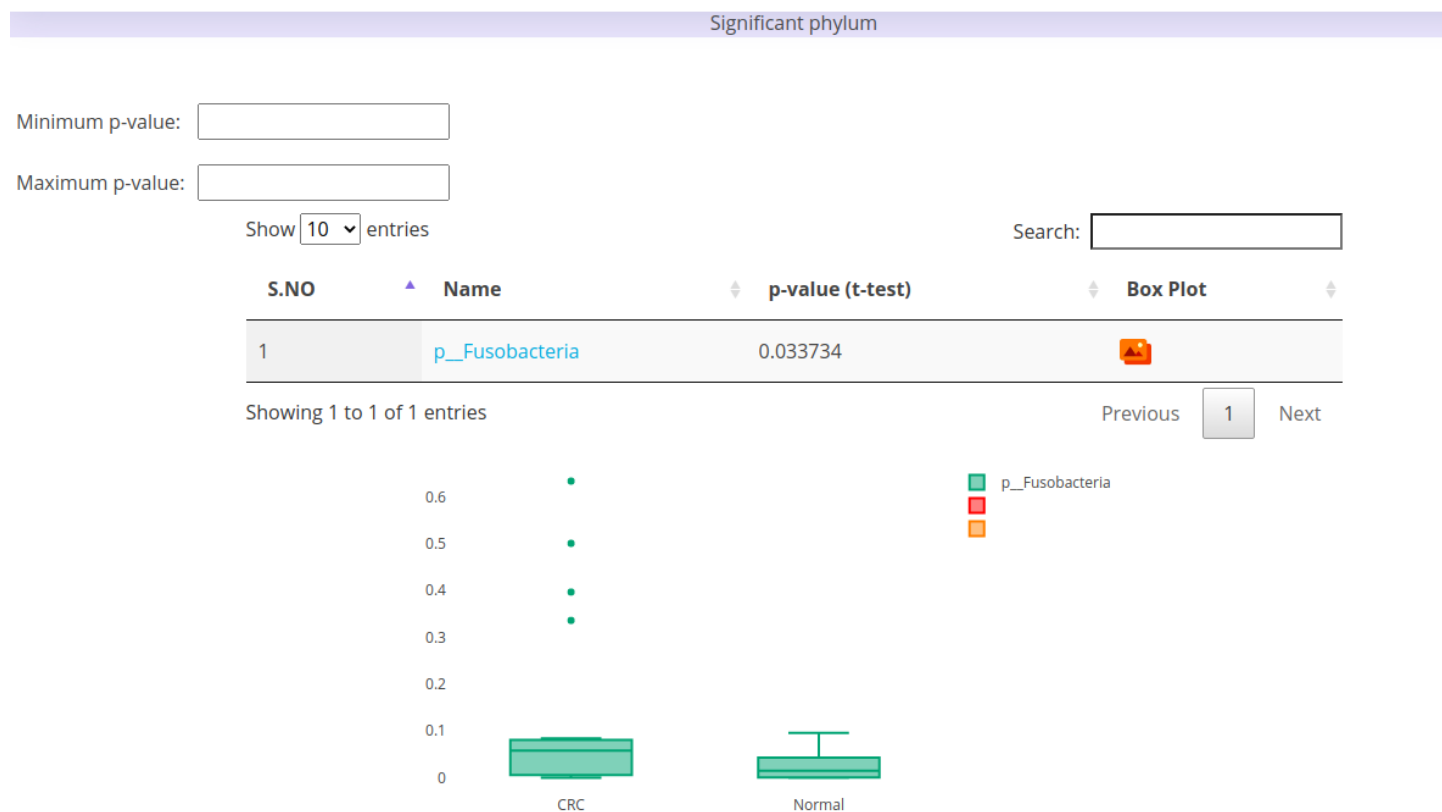 Significant phylum
Minimum p-value:
Maximum p-value:
Show 10 entries
Search:
S.NO Name p-value (t-test) Box Plot
1 p__Fusobacteria 0.033734
Showing 1 to 1 of 1 entries
Previous 1 Next
p__Fusobacteria
0.6
0.5
0.4
0.3
0.2
0.1
0
CRC Normal